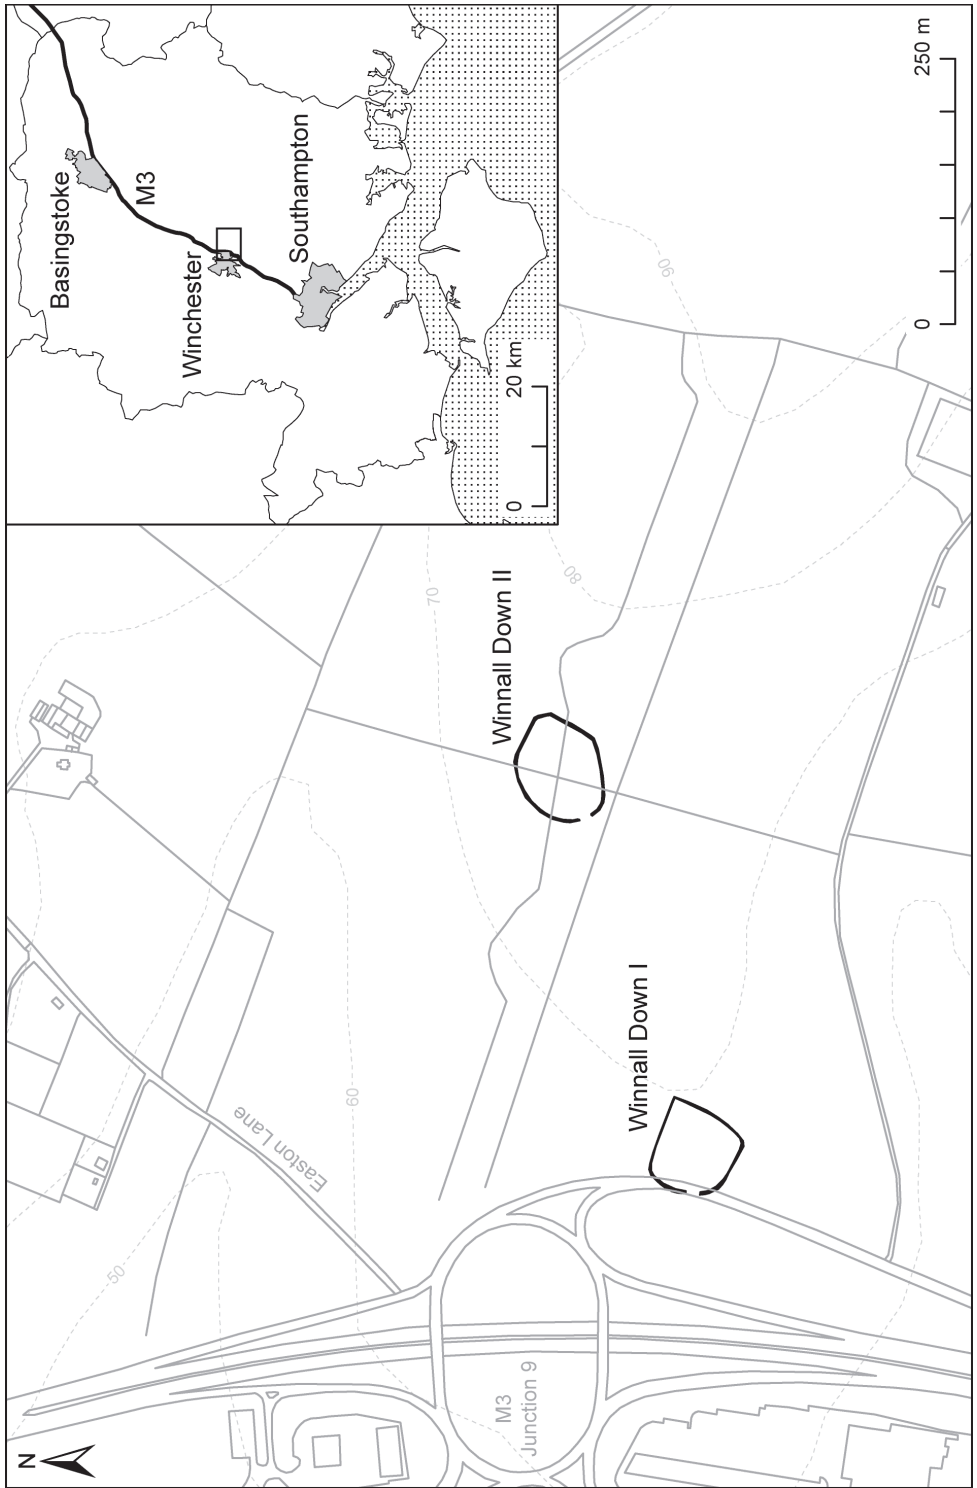 Basingstoke
M3
Winchester
Southampton
0
20 km
Winnall Down II
Winnall Down I
Easton Lane
M3
Junction 9
50
60
70
80
90
0
250 m
N